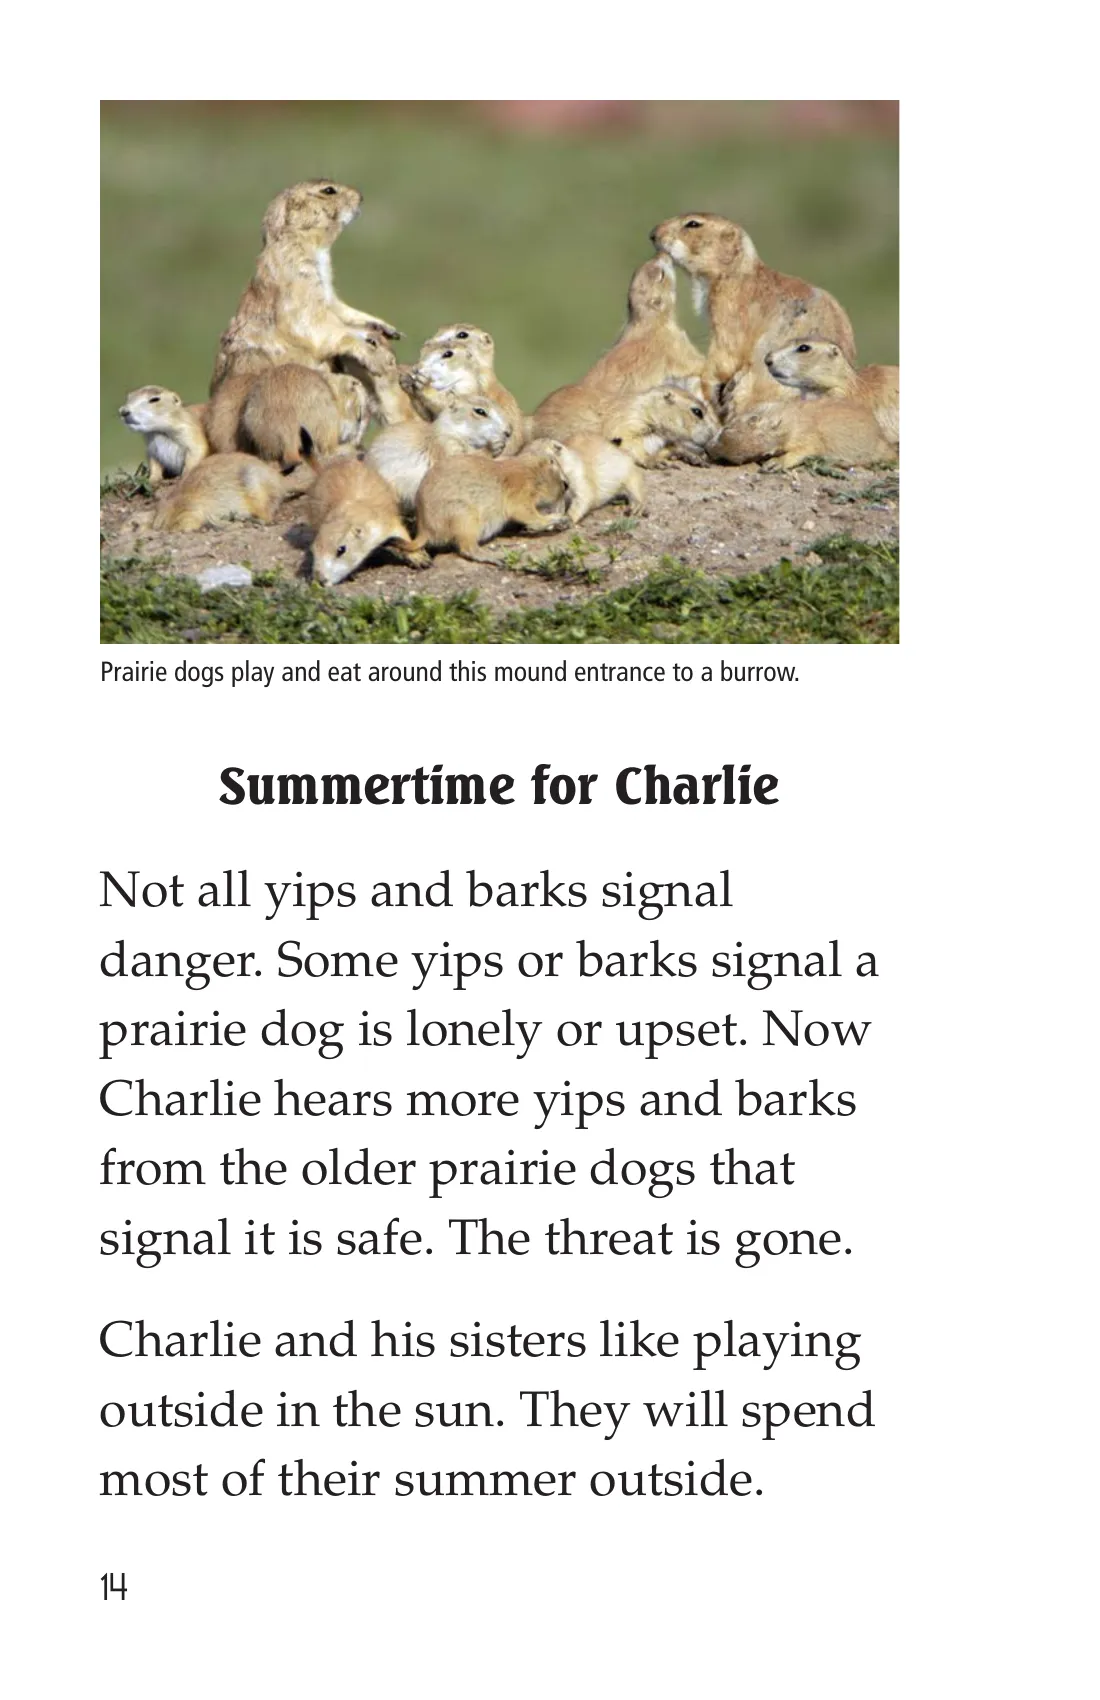 Prairie dogs play and eat around this mound entrance to a burrow.
Summertime for Charlie
Not all yips and barks signal
danger. Some yips or barks signal a
prairie dog is lonely or upset. Now
Charlie hears more yips and barks
from the older prairie dogs that
signal it is safe. The threat is gone.
Charlie and his sisters like playing
outside in the sun. They will spend
most of their summer outside.
14